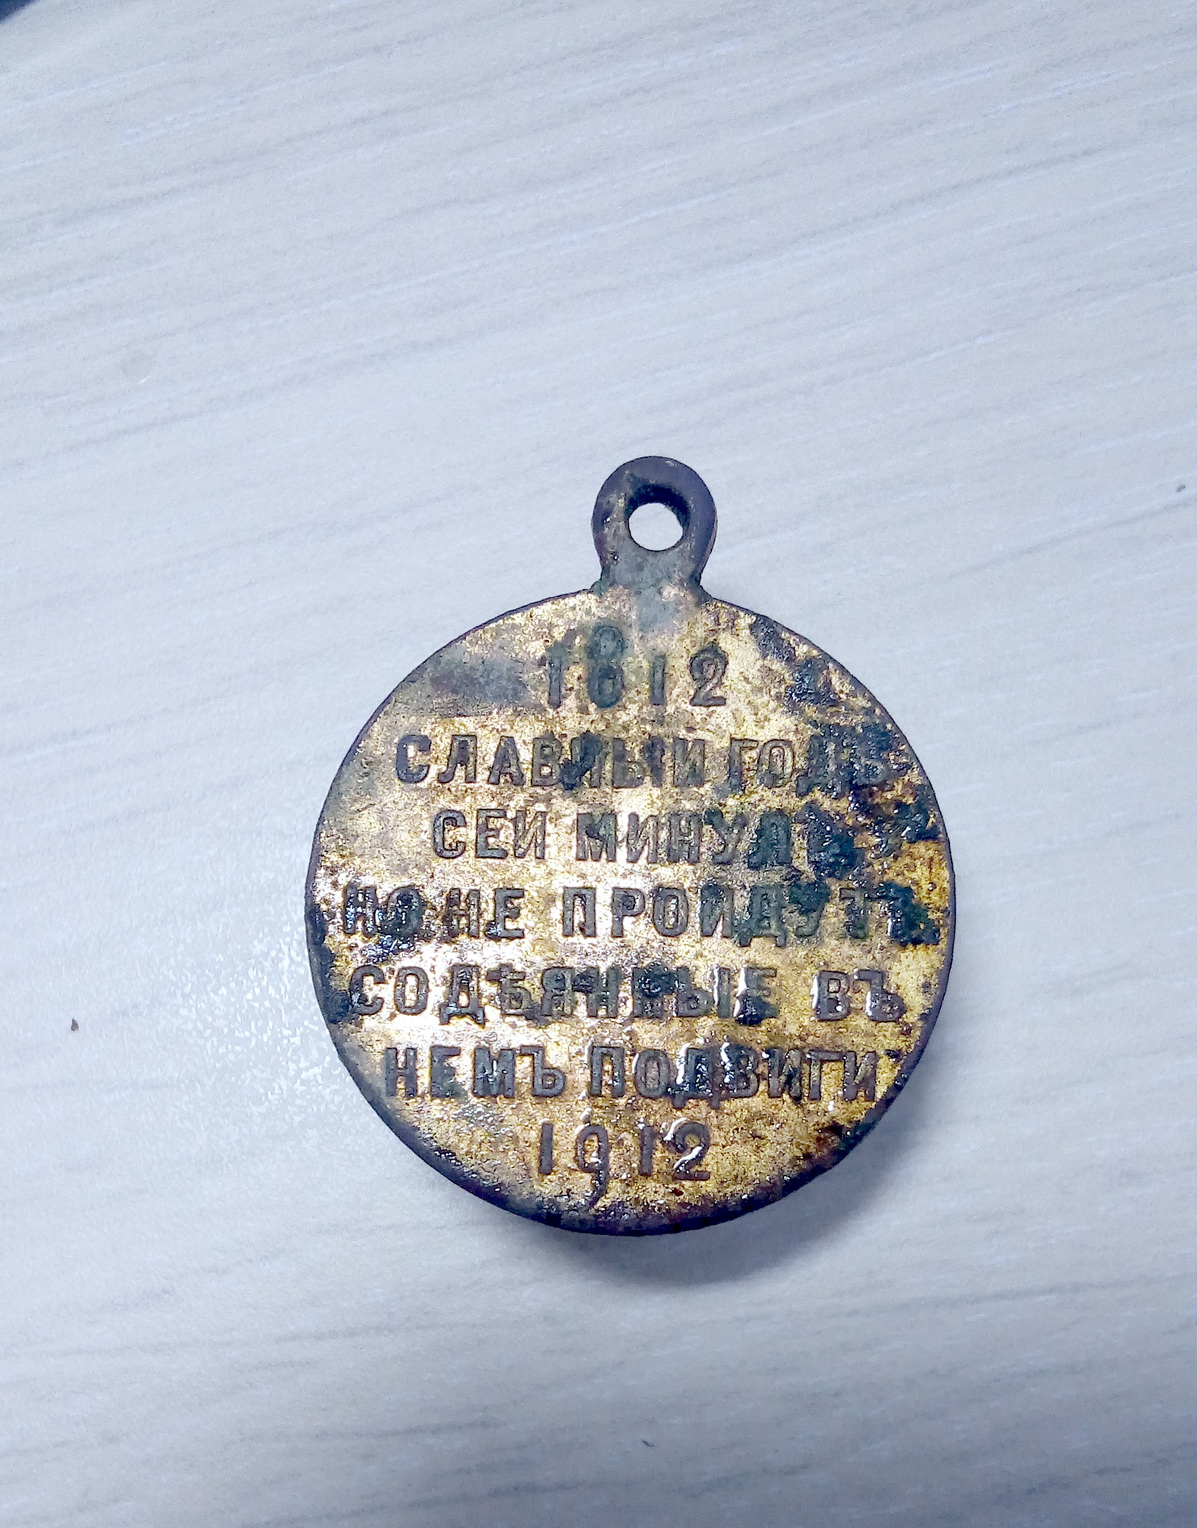 1812
СЛАВНЫЙ ГОДЪ
СЕЙ МИНУЛЪ
НО НЕ ПРОЙДУТЪ
СОДѢЯННЫЕ ВЪ
НЕМЪ ПОДВИГИ
1912